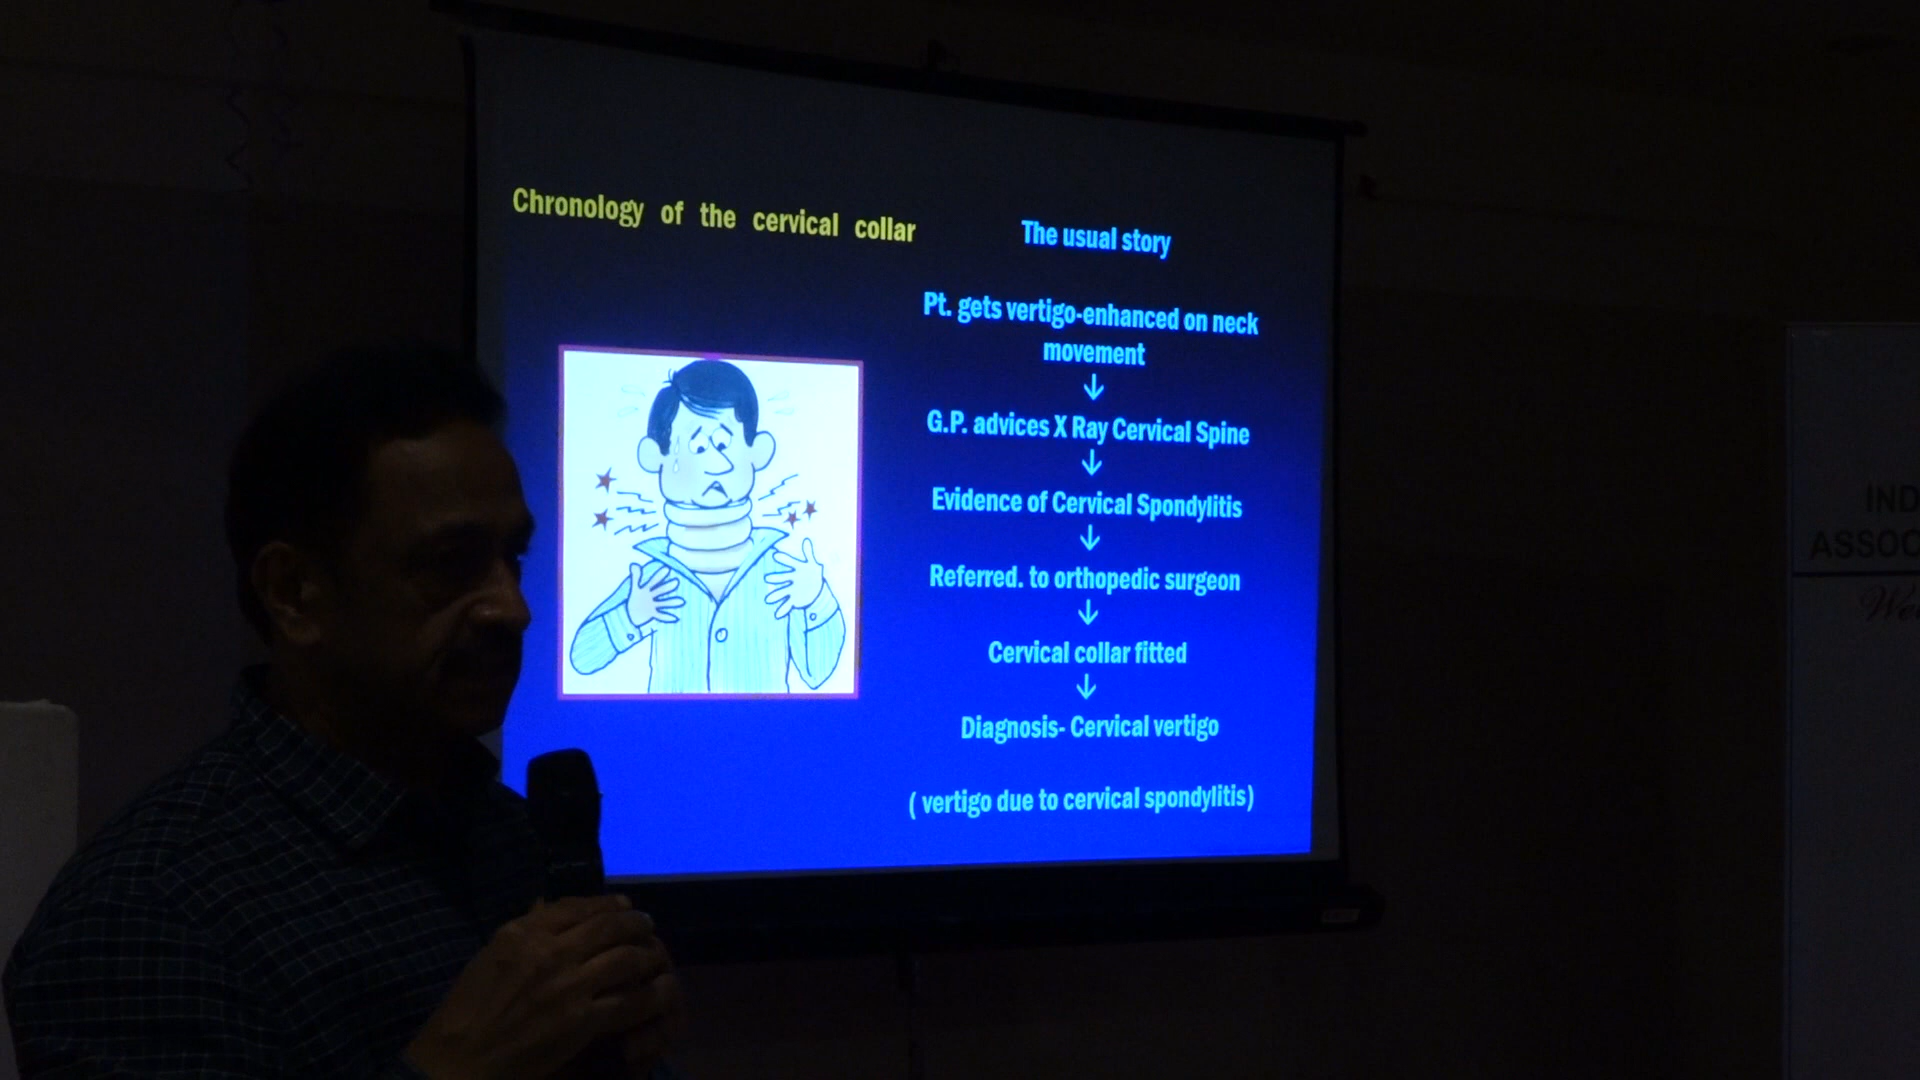 Chronology of the cervical collar
The usual story
Pt. gets vertigo-enhanced on neck
movement
↓
G.P. advices X Ray Cervical Spine
↓
Evidence of Cervical Spondylitis
↓
Referred. to orthopedic surgeon
↓
Cervical collar fitted
↓
Diagnosis- Cervical vertigo
( vertigo due to cervical spondylitis)
IND
ASSOC